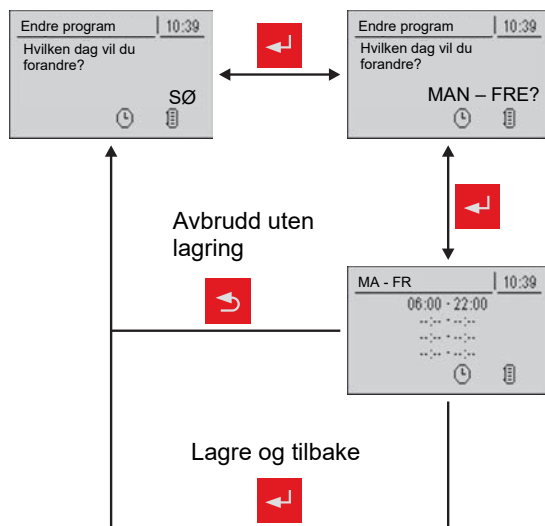 Endre program 10:39
Hvilken dag vil du
forandre?
SØ
Endre program 10:39
Hvilken dag vil du
forandre?
MAN – FRE?
Avbrudd uten
lagring
MA - FR 10:39
06:00 - 22:00
--:-- - --:--
--:-- - --:--
--:-- - --:--
Lagre og tilbake